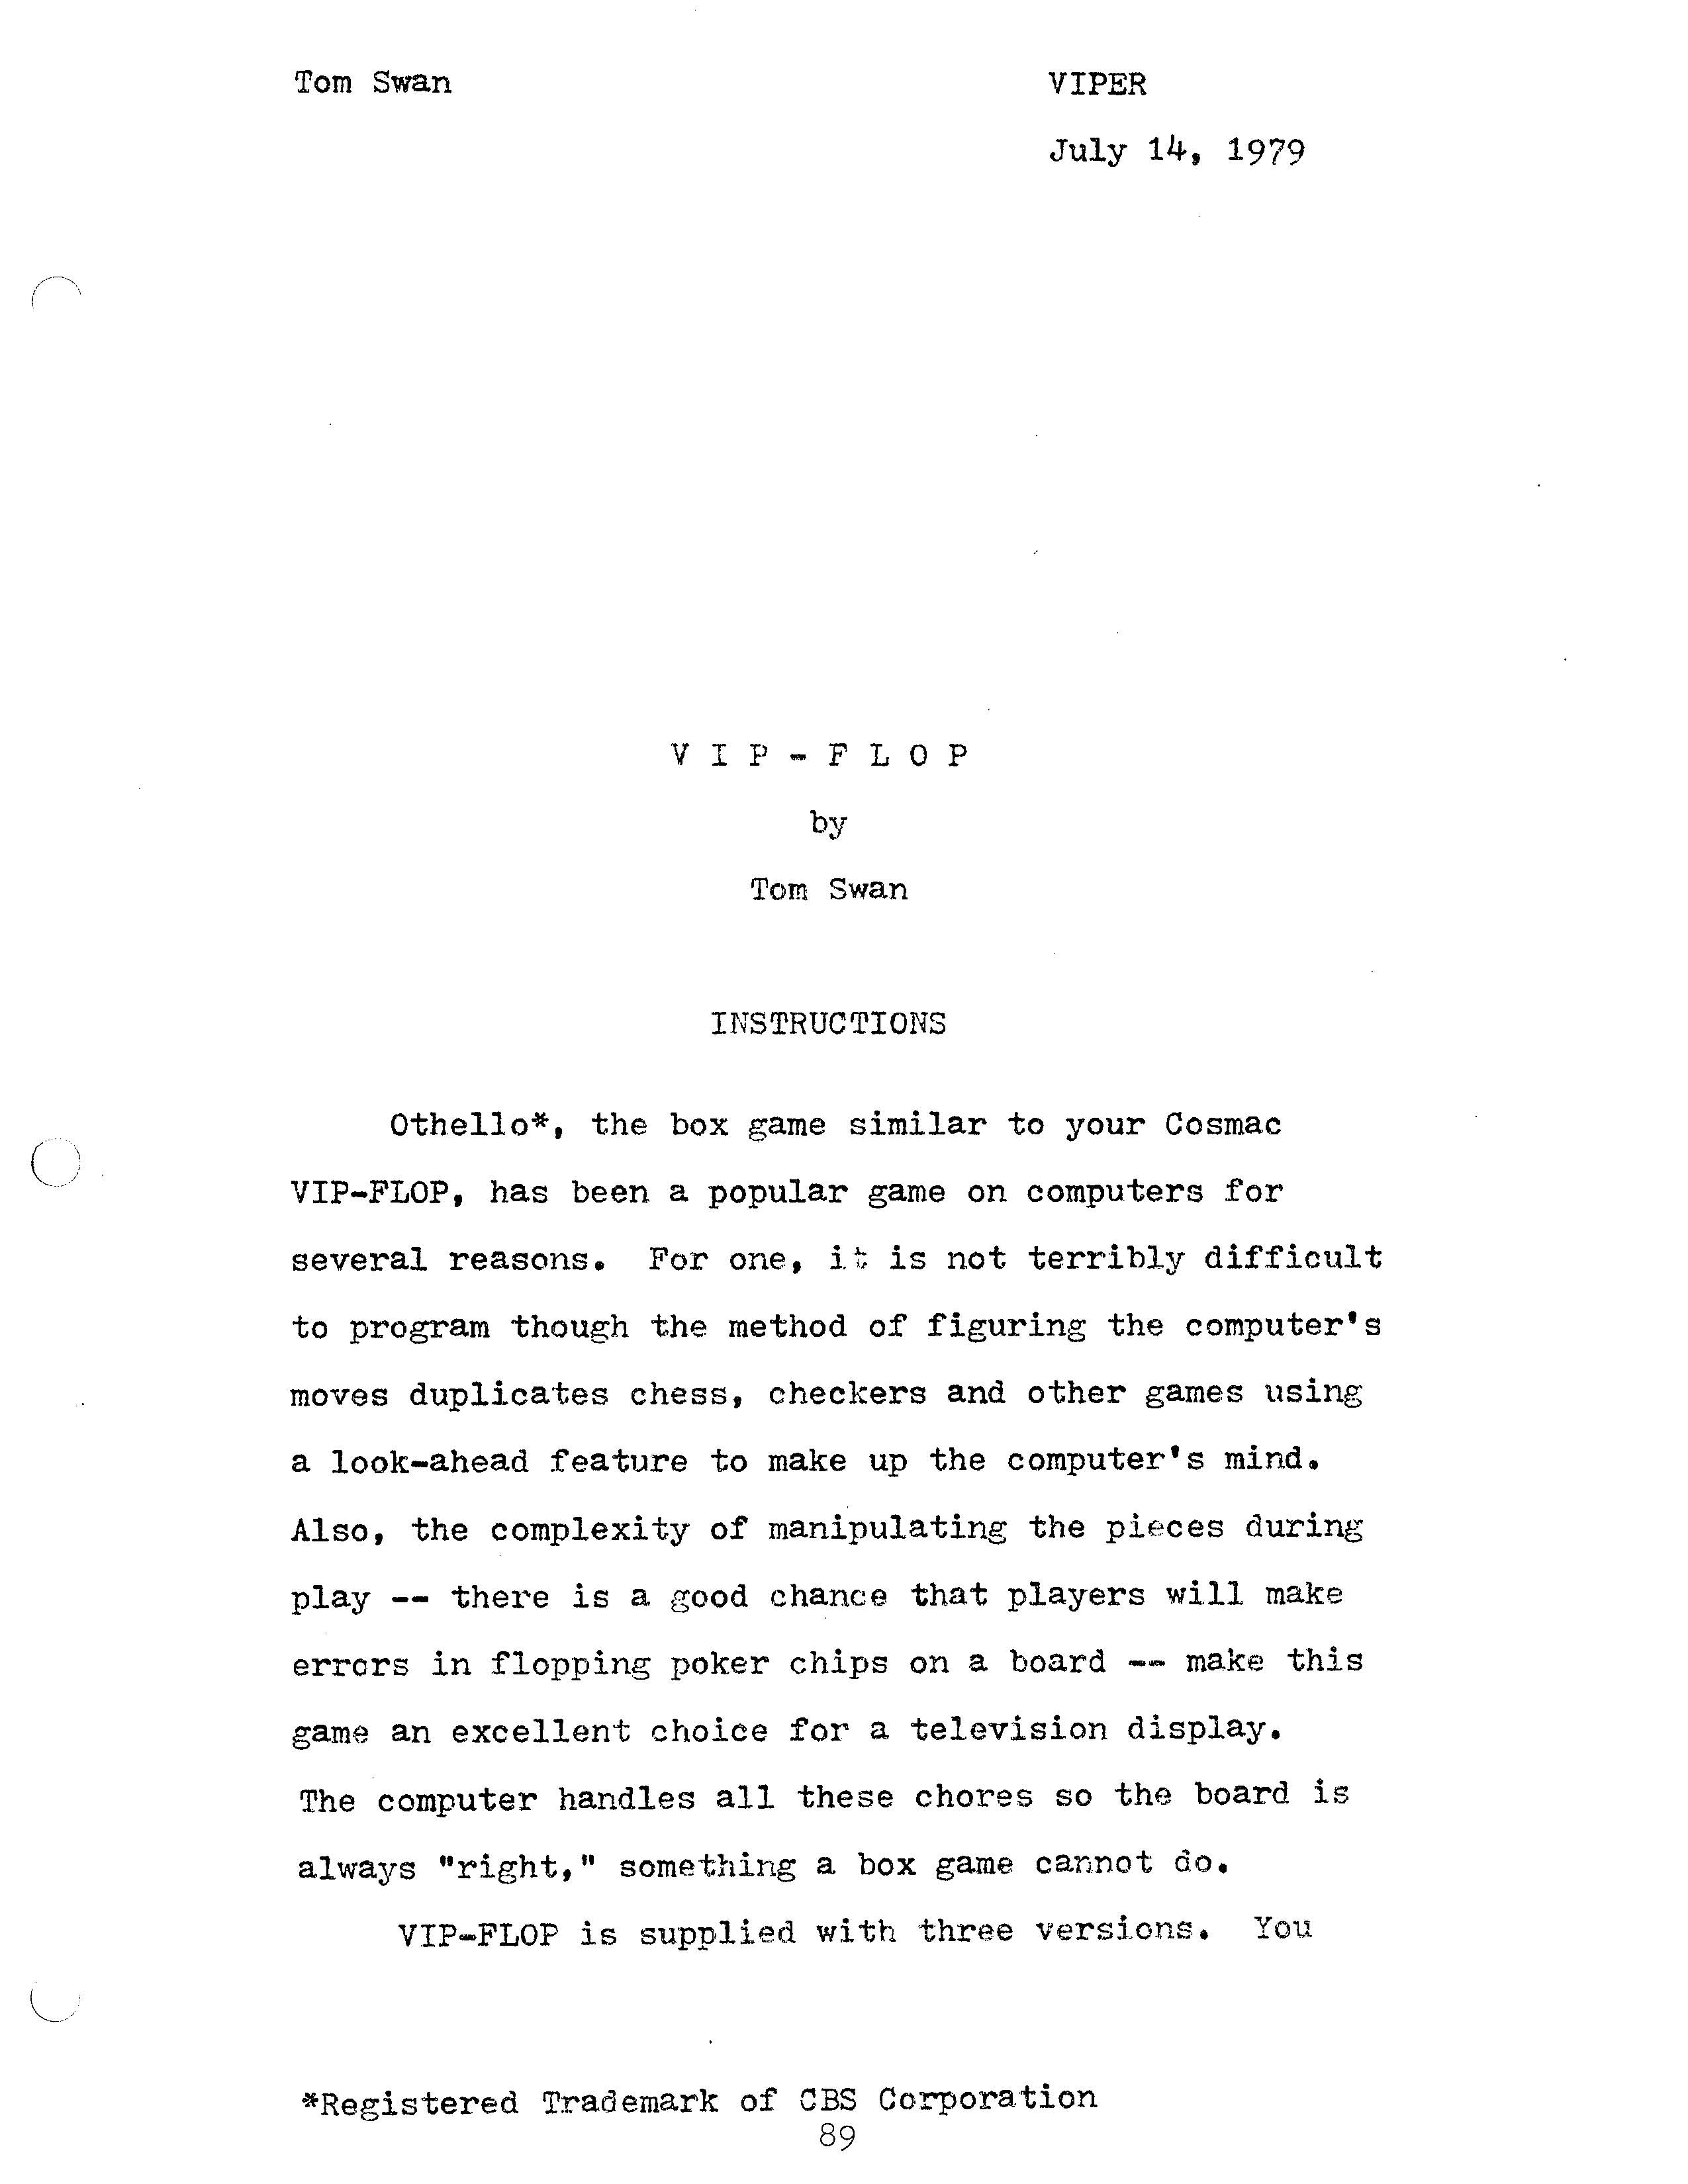 Tom Swan
VIPER
July 14, 1979
V I P - F L O P
by
Tom Swan
INSTRUCTIONS
Othello*, the box game similar to your Cosmac
VIP-FLOP, has been a popular game on computers for
several reasons. For one, it is not terribly difficult
to program though the method of figuring the computer's
moves duplicates chess, checkers and other games using
a look-ahead feature to make up the computer's mind.
Also, the complexity of manipulating the pieces during
play -- there is a good chance that players will make
errors in flopping poker chips on a board -- make this
game an excellent choice for a television display.
The computer handles all these chores so the board is
always "right," something a box game cannot do.
VIP-FLOP is supplied with three versions. You
*Registered Trademark of CBS Corporation
89